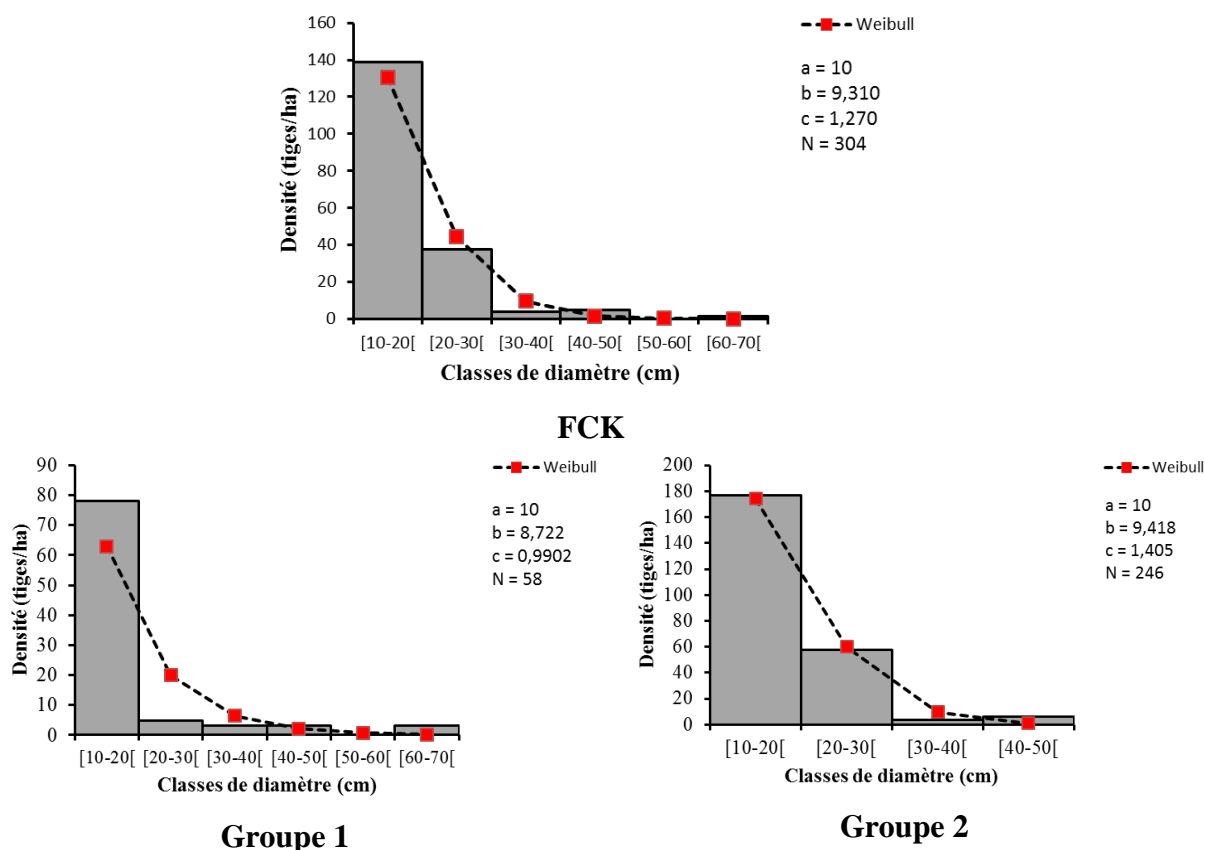 160
140
120
100
80
60
40
20
0
Densité (tiges/ha)
[10-20[ [20-30[ [30-40[ [40-50[ [50-60[ [60-70[
Classes de diamètre (cm)
Weibull
a = 10
b = 9,310
c = 1,270
N = 304
FCK
90
80
70
60
50
40
30
20
10
0
Densité (tiges/ha)
[10-20[ [20-30[ [30-40[ [40-50[ [50-60[ [60-70[
Classes de diamètre (cm)
Weibull
a = 10
b = 8,722
c = 0,9902
N = 58
Groupe 1
200
180
160
140
120
100
80
60
40
20
0
Densité (tiges/ha)
[10-20[ [20-30[ [30-40[ [40-50[
Classes de diamètre (cm)
Weibull
a = 10
b = 9,418
c = 1,405
N = 246
Groupe 2